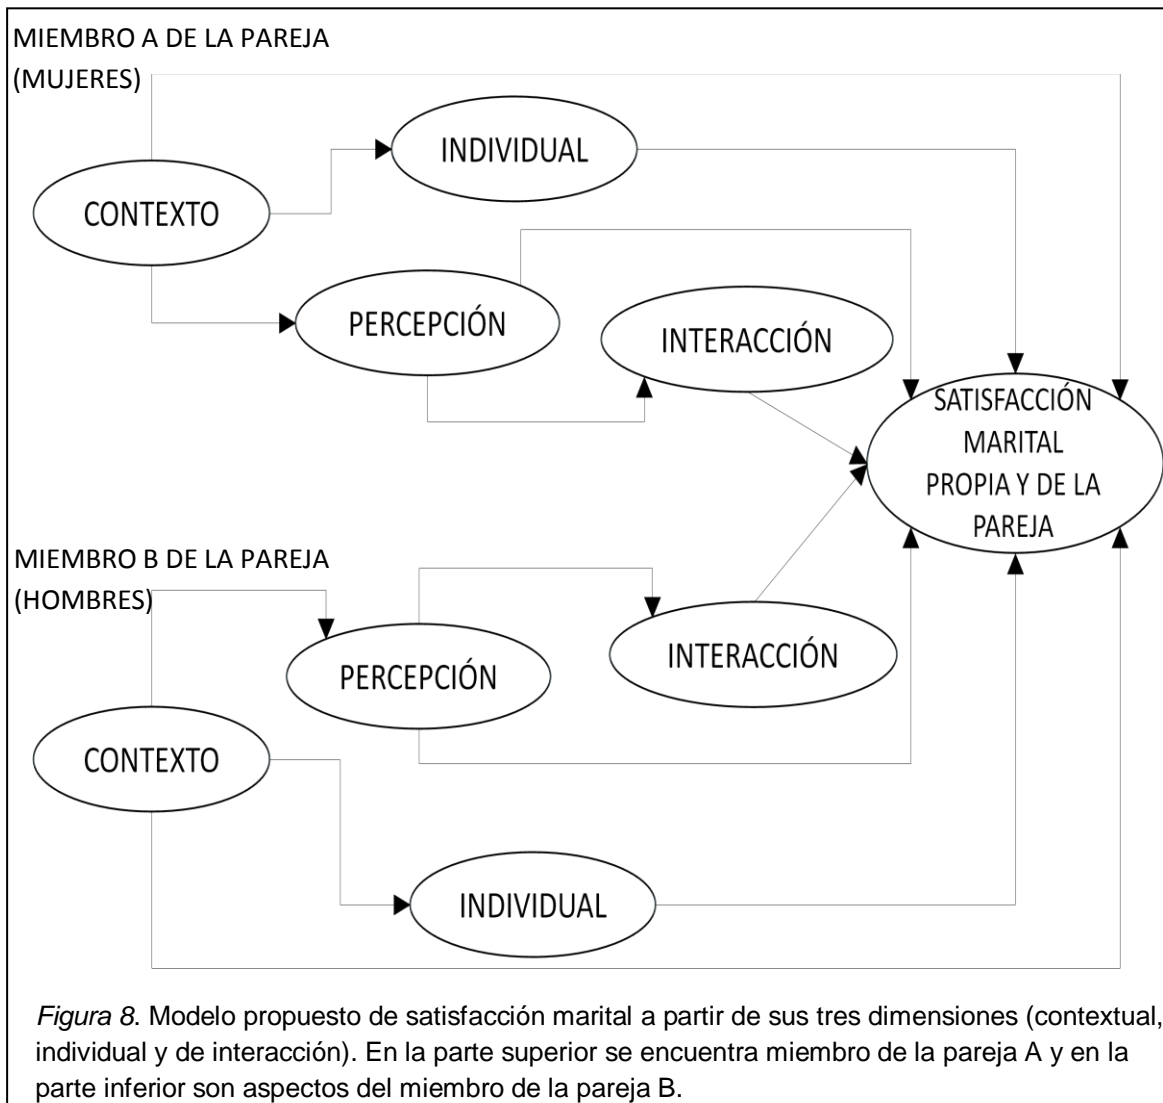 MIEMBRO A DE LA PAREJA
(MUJERES)
INDIVIDUAL
CONTEXTO
PERCEPCIÓN
INTERACCIÓN
SATISFACCIÓN
MARITAL
PROPIA Y DE LA
PAREJA
MIEMBRO B DE LA PAREJA
(HOMBRES)
INTERACCIÓN
PERCEPCIÓN
CONTEXTO
INDIVIDUAL
Figura 8. Modelo propuesto de satisfacción marital a partir de sus tres dimensiones (contextual,
individual y de interacción). En la parte superior se encuentra miembro de la pareja A y en la
parte inferior son aspectos del miembro de la pareja B.